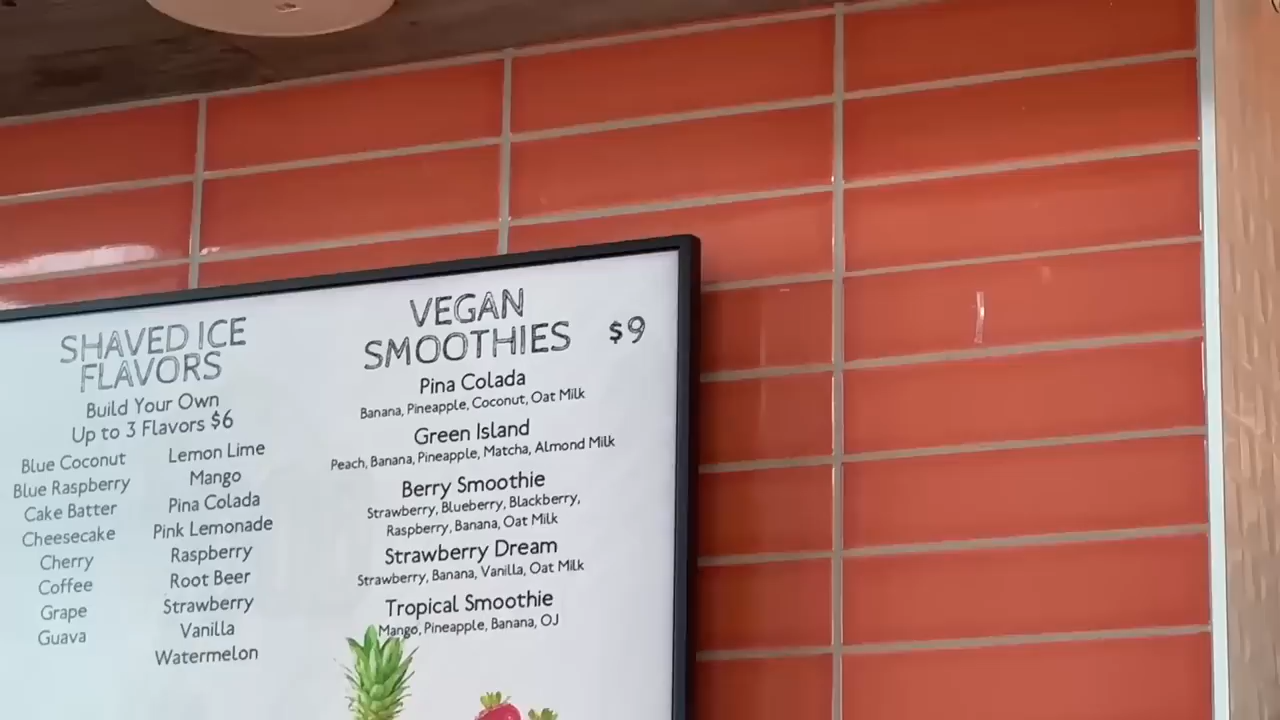 SHAVED ICE
FLAVORS
Build Your Own
Up to 3 Flavors $6
Blue Coconut
Blue Raspberry
Cake Batter
Cheesecake
Cherry
Coffee
Grape
Guava
Lemon Lime
Mango
Pina Colada
Pink Lemonade
Raspberry
Root Beer
Strawberry
Vanilla
Watermelon
VEGAN
SMOOTHIES $9
Pina Colada
Banana, Pineapple, Coconut, Oat Milk
Green Island
Peach, Banana, Pineapple, Matcha, Almond Milk
Berry Smoothie
Strawberry, Blueberry, Blackberry,
Raspberry, Banana, Oat Milk
Strawberry Dream
Strawberry, Banana, Vanilla, Oat Milk
Tropical Smoothie
Mango, Pineapple, Banana, OJ